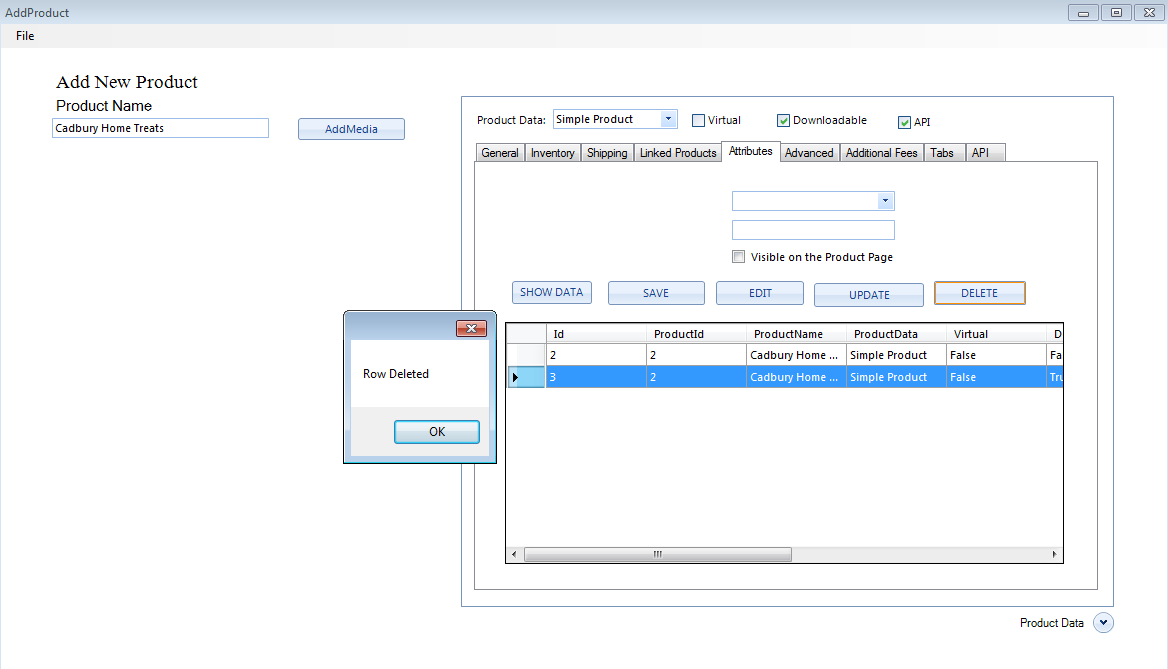 AddProduct
File
Add New Product
Product Name
Cadbury Home Treats
AddMedia
Product Data:
Simple Product
Virtual
Downloadable
API
General
Inventory
Shipping
Linked Products
Attributes
Advanced
Additional Fees
Tabs
API
Visible on the Product Page
SHOW DATA
SAVE
EDIT
UPDATE
DELETE
Id ProductId ProductName ProductData Virtual D
2 2 Cadbury Home ... Simple Product False Fa
3 2 Cadbury Home ... Simple Product False Tru
Row Deleted
OK
Product Data